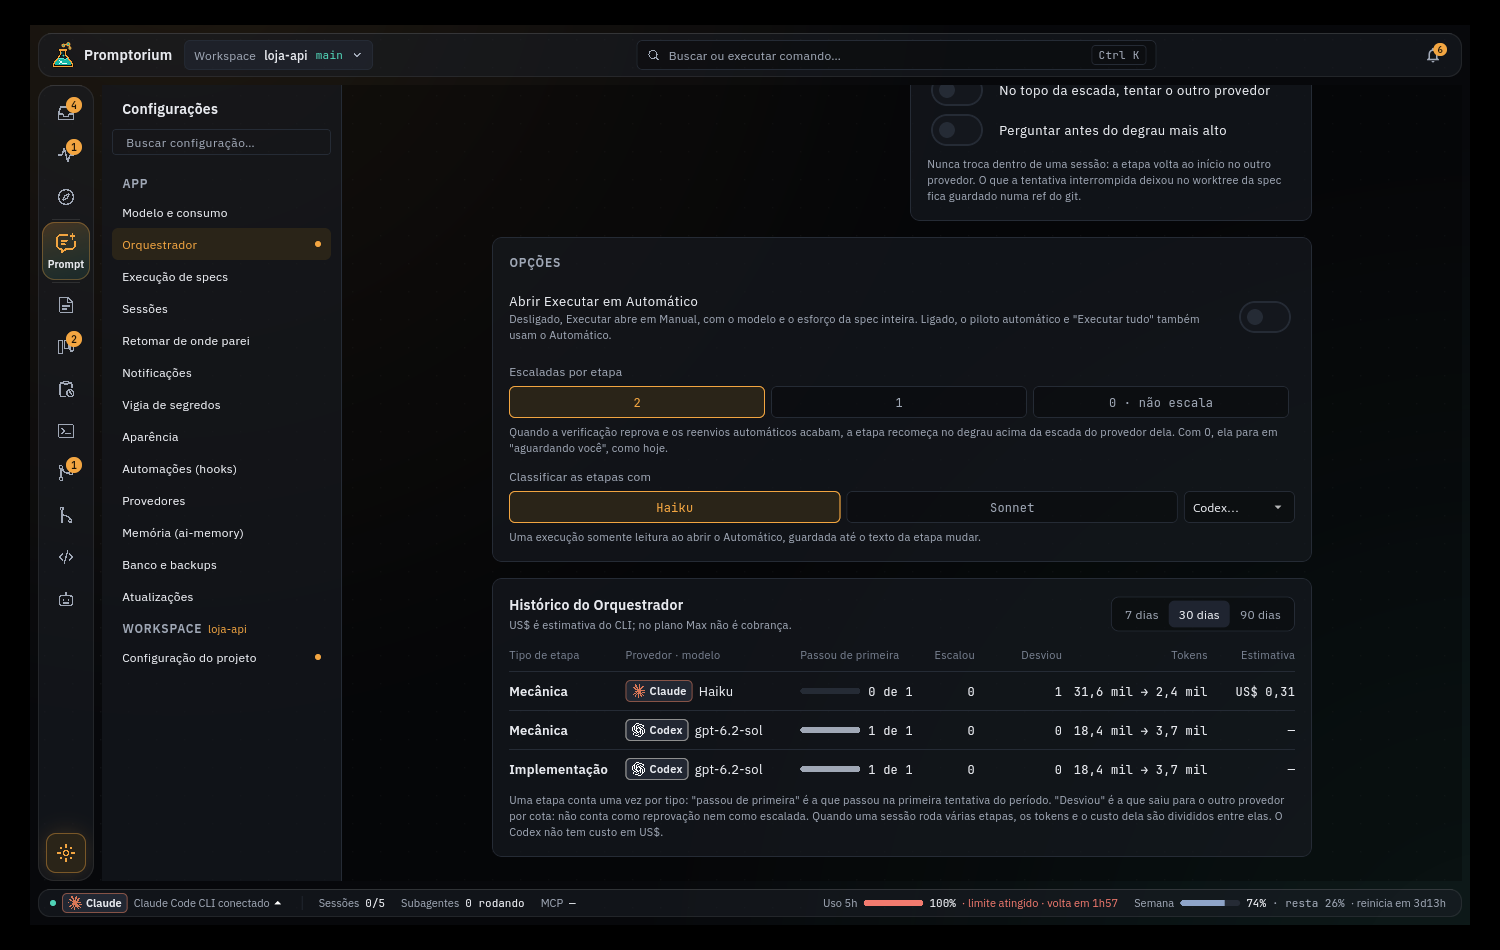 Promptorium
Workspace loja-api main
Buscar ou executar comando...
Ctrl K
6
4
1
Prompt
2
1
Configurações
Buscar configuração...
APP
Modelo e consumo
Orquestrador
Execução de specs
Sessões
Retomar de onde parei
Notificações
Vigia de segredos
Aparência
Automações (hooks)
Provedores
Memória (ai-memory)
Banco e backups
Atualizações
WORKSPACE loja-api
Configuração do projeto
No topo da escada, tentar o outro provedor
Perguntar antes do degrau mais alto
Nunca troca dentro de uma sessão: a etapa volta ao início no outro
provedor. O que a tentativa interrompida deixou no worktree da spec
fica guardado numa ref do git.
OPÇÕES
Abrir Executar em Automático
Desligado, Executar abre em Manual, com o modelo e o esforço da spec inteira. Ligado, o piloto automático e "Executar tudo" também
usam o Automático.
Escaladas por etapa
2 1 0 · não escala
Quando a verificação reprova e os reenvios automáticos acabam, a etapa recomeça no degrau acima da escada do provedor dela. Com 0, ela para em
"aguardando você", como hoje.
Classificar as etapas com
Haiku Sonnet Codex...
Uma execução somente leitura ao abrir o Automático, guardada até o texto da etapa mudar.
Histórico do Orquestrador
US$ é estimativa do CLI; no plano Max não é cobrança.
7 dias 30 dias 90 dias
Tipo de etapa Provedor · modelo Passou de primeira Escalou Desviou Tokens Estimativa
Mecânica Claude Haiku 0 de 1 0 1 31,6 mil → 2,4 mil US$ 0,31
Mecânica Codex gpt-6.2-sol 1 de 1 0 0 18,4 mil → 3,7 mil —
Implementação Codex gpt-6.2-sol 1 de 1 0 0 18,4 mil → 3,7 mil —
Uma etapa conta uma vez por tipo: "passou de primeira" é a que passou na primeira tentativa do período. "Desviou" é a que saiu para o outro provedor
por cota: não conta como reprovação nem como escalada. Quando uma sessão roda várias etapas, os tokens e o custo dela são divididos entre elas. O
Codex não tem custo em US$.
Claude Claude Code CLI conectado Sessões 0/5 Subagentes 0 rodando MCP — Uso 5h 100% · limite atingido · volta em 1h57 Semana 74% · resta 26% · reinicia em 3d13h